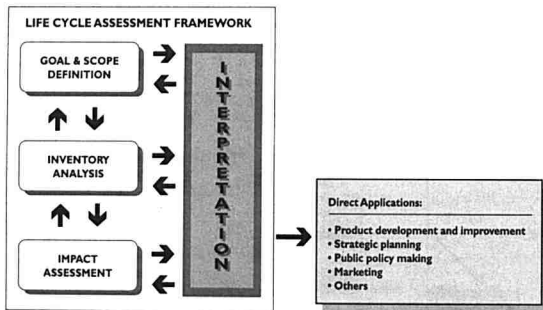 LIFE CYCLE ASSESSMENT FRAMEWORK
GOAL & SCOPE
DEFINITION
INVENTORY
ANALYSIS
IMPACT
ASSESSMENT
INTERPRETATION
Direct Applications:
• Product development and improvement
• Strategic planning
• Public policy making
• Marketing
• Others